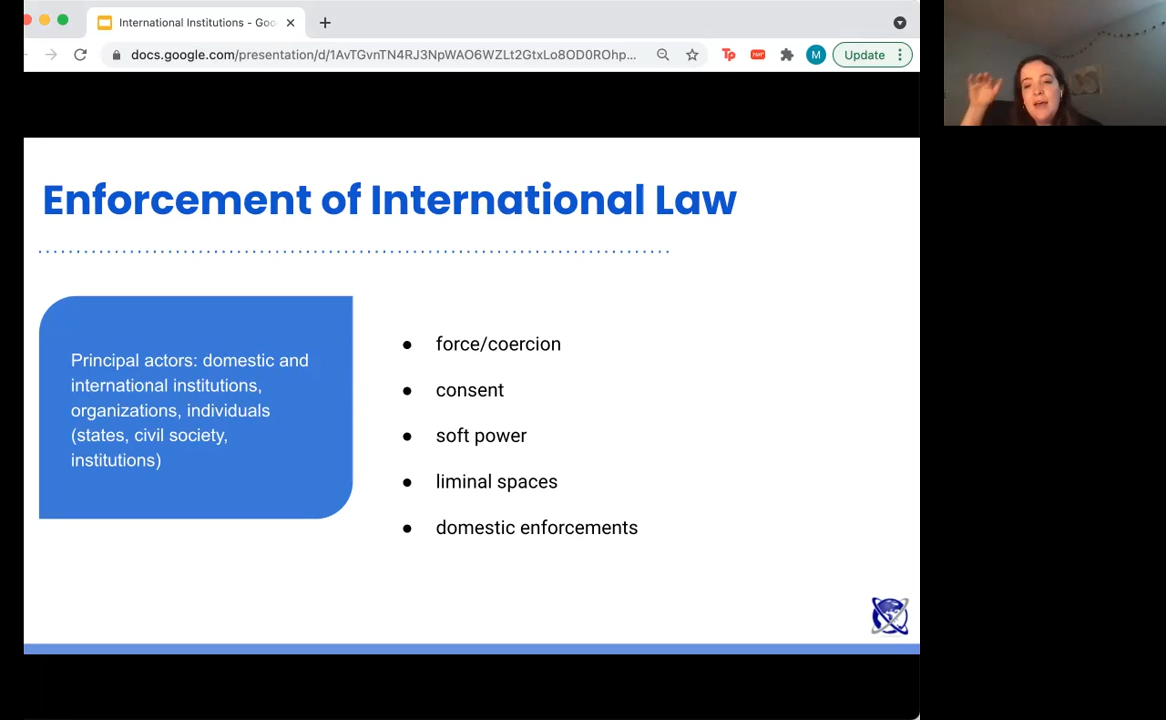 International Institutions - Goo
docs.google.com/presentation/d/1AvTGvnTN4RJ3NpWAO6WZLt2GtxLo8OD0ROhp...
Tp
M
Update
Enforcement of International Law
Principal actors: domestic and
international institutions,
organizations, individuals
(states, civil society,
institutions)
● force/coercion
● consent
● soft power
● liminal spaces
● domestic enforcements